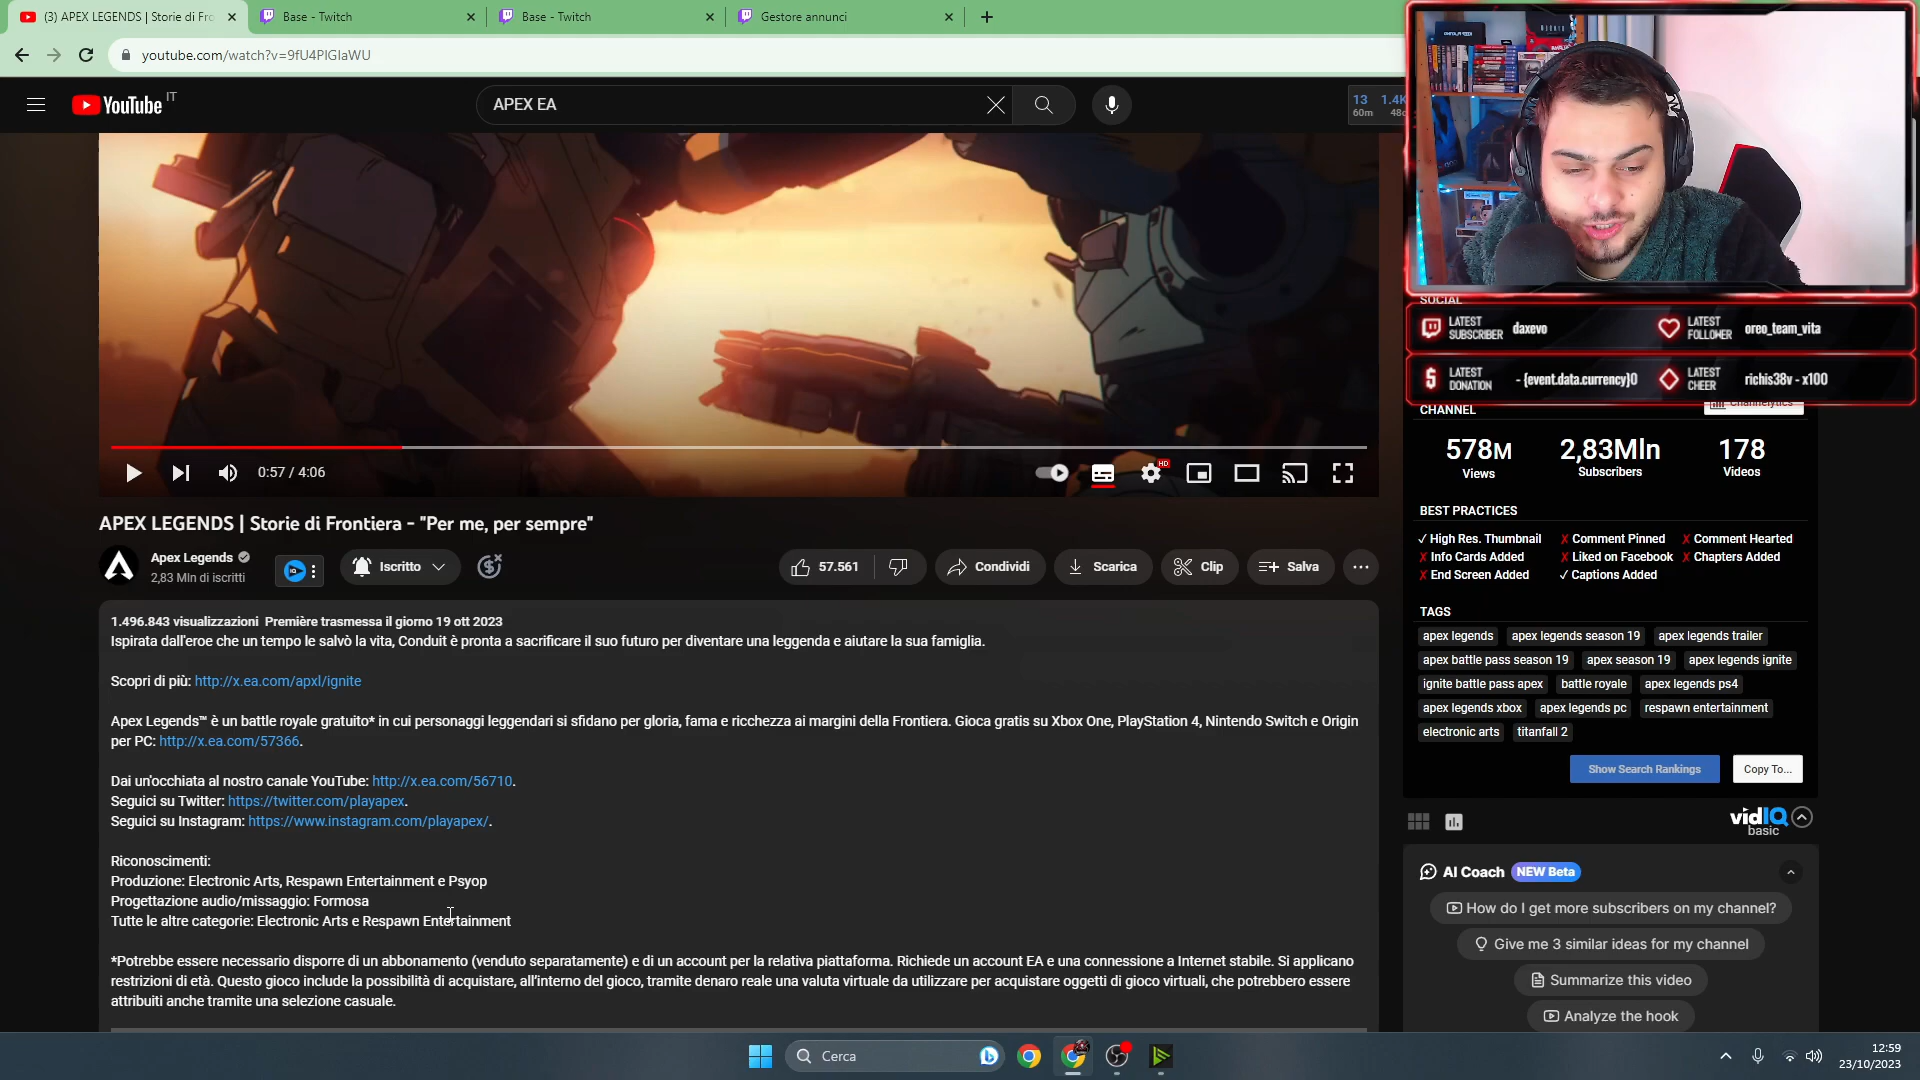 (3) APEX LEGENDS | Storie di Fro
Base - Twitch
Base - Twitch
Gestore annunci
youtube.com/watch?v=9fU4PlGIaWU
YouTube IT
APEX EA
13 1.4K
60m
0:57 / 4:06
HD
APEX LEGENDS | Storie di Frontiera - "Per me, per sempre"
Apex Legends
2,83 Mln di iscritti
Iscritto
57.561
Condividi
Scarica
Clip
Salva
1.496.843 visualizzazioni Première trasmessa il giorno 19 ott 2023
Ispirata dall'eroe che un tempo le salvò la vita, Conduit è pronta a sacrificare il suo futuro per diventare una leggenda e aiutare la sua famiglia.
Scopri di più: http://x.ea.com/apxl/ignite
Apex Legends™ è un battle royale gratuito* in cui personaggi leggendari si sfidano per gloria, fama e ricchezza ai margini della Frontiera. Gioca gratis su Xbox One, PlayStation 4, Nintendo Switch e Origin
per PC: http://x.ea.com/57366.
Dai un'occhiata al nostro canale YouTube: http://x.ea.com/56710.
Seguici su Twitter: https://twitter.com/playapex.
Seguici su Instagram: https://www.instagram.com/playapex/.
Riconoscimenti:
Produzione: Electronic Arts, Respawn Entertainment e Psyop
Progettazione audio/missaggio: Formosa
Tutte le altre categorie: Electronic Arts e Respawn Entertainment
*Potrebbe essere necessario disporre di un abbonamento (venduto separatamente) e di un account per la relativa piattaforma. Richiede un account EA e una connessione a Internet stabile. Si applicano
restrizioni di età. Questo gioco include la possibilità di acquistare, all'interno del gioco, tramite denaro reale una valuta virtuale da utilizzare per acquistare oggetti di gioco virtuali, che potrebbero essere
attribuiti anche tramite una selezione casuale.
SOCIAL
LATEST SUBSCRIBER daxevo
LATEST FOLLOWER oreo_team_vita
LATEST DONATION - {event.data.currency}0
LATEST CHEER richis38v - x100
CHANNEL
Channelytics
578M 2,83Mln 178
Views Subscribers Videos
BEST PRACTICES
✓ High Res. Thumbnail ✗ Comment Pinned ✗ Comment Hearted
✗ Info Cards Added ✗ Liked on Facebook ✗ Chapters Added
✗ End Screen Added ✓ Captions Added
TAGS
apex legends apex legends season 19 apex legends trailer
apex battle pass season 19 apex season 19 apex legends ignite
ignite battle pass apex battle royale apex legends ps4
apex legends xbox apex legends pc respawn entertainment
electronic arts titanfall 2
Show Search Rankings
Copy To...
vidIQ
basic
AI Coach NEW Beta
How do I get more subscribers on my channel?
Give me 3 similar ideas for my channel
Summarize this video
Analyze the hook
Cerca
12:59
23/10/2023